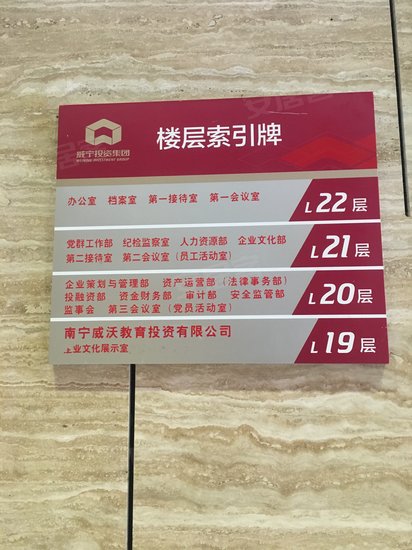 威宁投资集团
WEINING INVESTMENT GROUP
楼层索引牌
办公室 档案室 第一接待室 第一会议室
L22层
党群工作部 纪检监察室 人力资源部 企业文化部
第二接待室 第二会议室(员工活动室)
L21层
企业策划与管理部 资产运营部(法律事务部)
投融资部 资金财务部 审计部 安全监管部
监事会 第三会议室(党员活动室)
L20层
南宁威沃教育投资有限公司
企业文化展示室
L19层